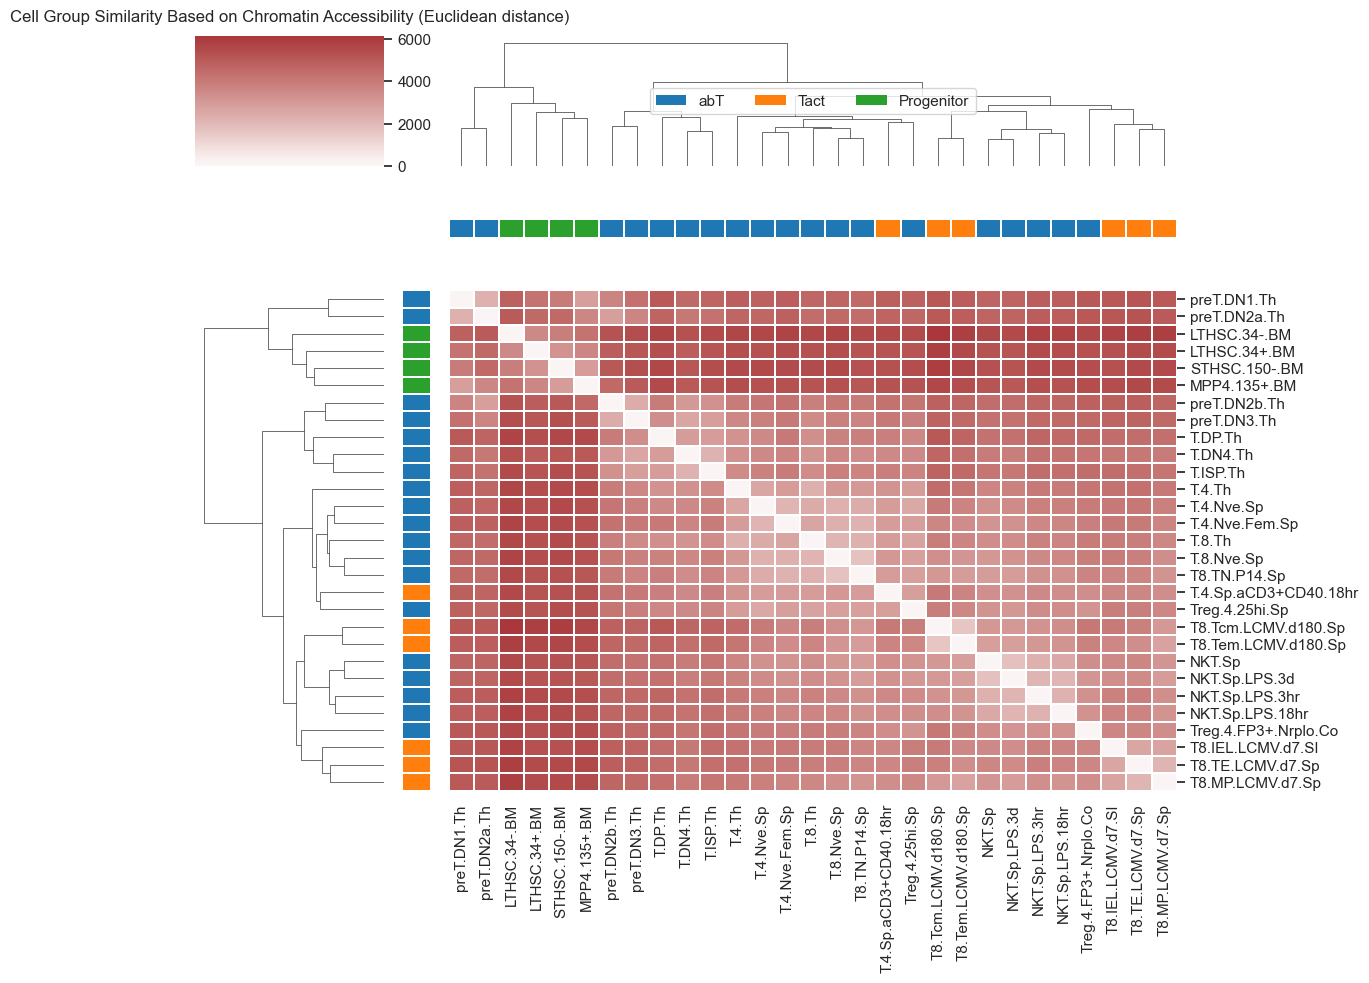 Cell Group Similarity Based on Chromatin Accessibility (Euclidean distance)
6000
4000
2000
0
abT
Tact
Progenitor
preT.DN1.Th
preT.DN2a.Th
LTHSC.34-.BM
LTHSC.34+.BM
STHSC.150-.BM
MPP4.135+.BM
preT.DN2b.Th
preT.DN3.Th
T.DP.Th
T.DN4.Th
T.ISP.Th
T.4.Th
T.4.Nve.Sp
T.4.Nve.Fem.Sp
T.8.Th
T.8.Nve.Sp
T8.TN.P14.Sp
T.4.Sp.aCD3+CD40.18hr
Treg.4.25hi.Sp
T8.Tcm.LCMV.d180.Sp
T8.Tem.LCMV.d180.Sp
NKT.Sp
NKT.Sp.LPS.3d
NKT.Sp.LPS.3hr
NKT.Sp.LPS.18hr
Treg.4.FP3+.Nrplo.Co
T8.IEL.LCMV.d7.SI
T8.TE.LCMV.d7.Sp
T8.MP.LCMV.d7.Sp
preT.DN1.Th
preT.DN2a.Th
LTHSC.34-.BM
LTHSC.34+.BM
STHSC.150-.BM
MPP4.135+.BM
preT.DN2b.Th
preT.DN3.Th
T.DP.Th
T.DN4.Th
T.ISP.Th
T.4.Th
T.4.Nve.Sp
T.4.Nve.Fem.Sp
T.8.Th
T.8.Nve.Sp
T8.TN.P14.Sp
T.4.Sp.aCD3+CD40.18hr
Treg.4.25hi.Sp
T8.Tcm.LCMV.d180.Sp
T8.Tem.LCMV.d180.Sp
NKT.Sp
NKT.Sp.LPS.3d
NKT.Sp.LPS.3hr
NKT.Sp.LPS.18hr
Treg.4.FP3+.Nrplo.Co
T8.IEL.LCMV.d7.SI
T8.TE.LCMV.d7.Sp
T8.MP.LCMV.d7.Sp